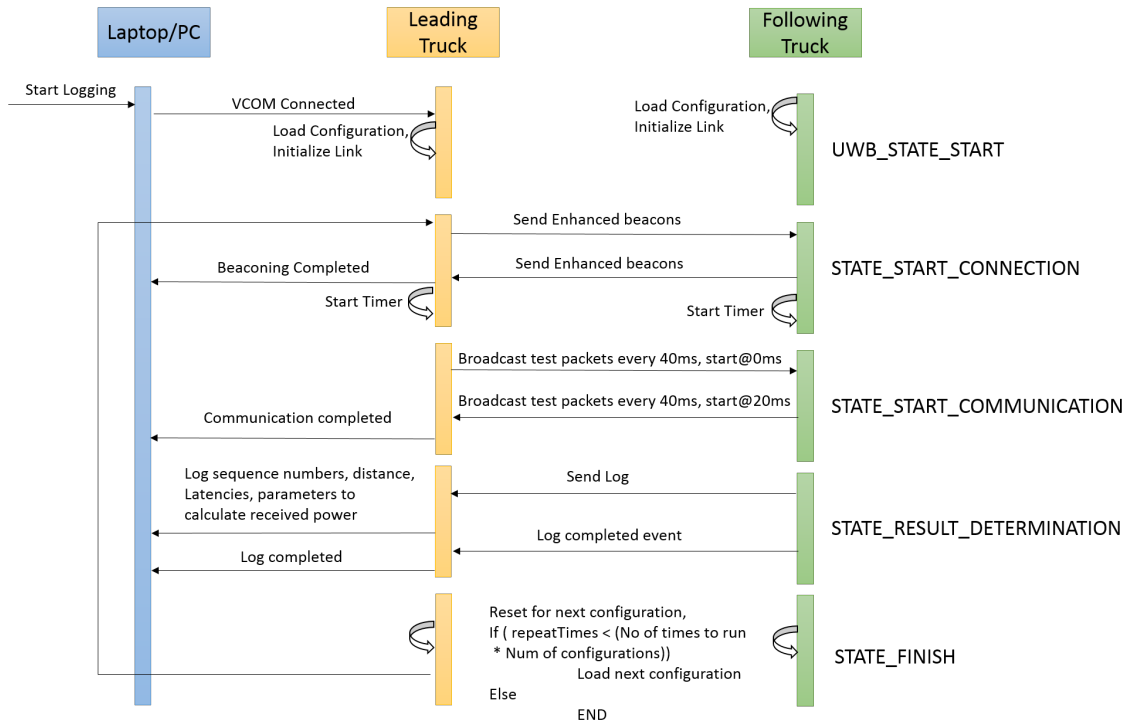 Laptop/PC
Leading
Truck
Following
Truck
Start Logging
VCOM Connected
Load Configuration,
Initialize Link
Load Configuration,
Initialize Link
UWB_STATE_START
Send Enhanced beacons
Send Enhanced beacons
Beaconing Completed
Start Timer
Start Timer
STATE_START_CONNECTION
Broadcast test packets every 40ms, start@0ms
Broadcast test packets every 40ms, start@20ms
Communication completed
STATE_START_COMMUNICATION
Log sequence numbers, distance,
Latencies, parameters to
calculate received power
Send Log
Log completed event
Log completed
STATE_RESULT_DETERMINATION
Reset for next configuration,
If ( repeatTimes < (No of times to run
* Num of configurations))
Load next configuration
Else
END
STATE_FINISH